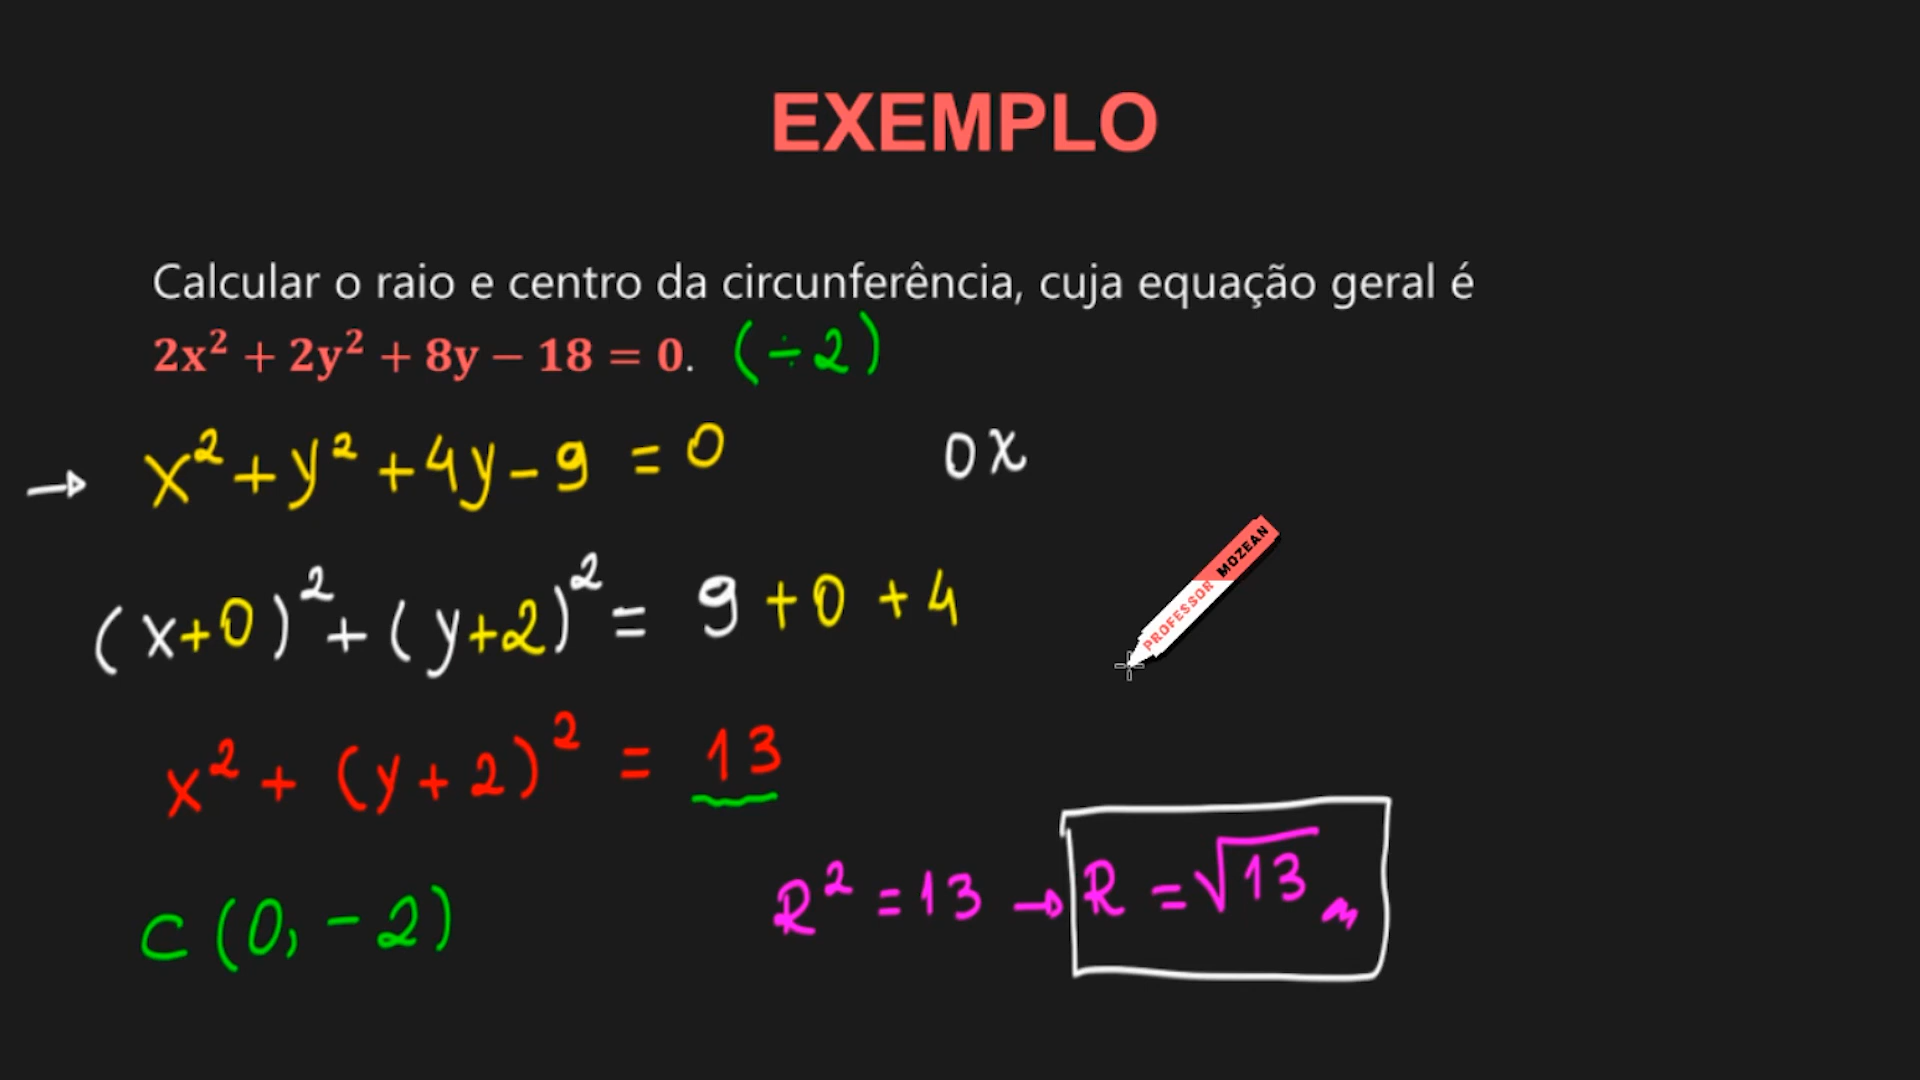 EXEMPLO
Calcular o raio e centro da circunferência, cuja equação geral é
2x² + 2y² + 8y − 18 = 0. (÷2)
→ x² + y² + 4y − 9 = 0 0x
(x+0)² + (y+2)² = 9 + 0 + 4
PROFESSOR MOZEAN
x² + (y+2)² = 13
R² = 13 → R = √13 m
C (0, −2)